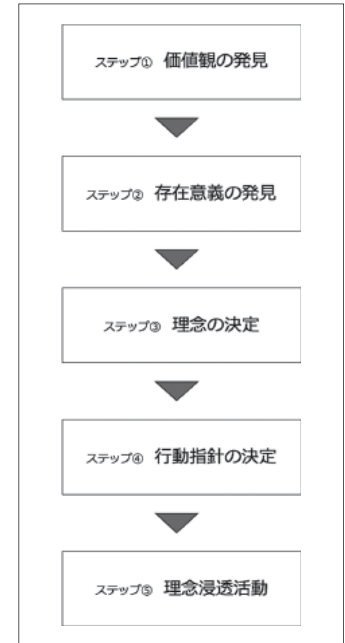 ステップ① 価値観の発見
ステップ② 存在意義の発見
ステップ③ 理念の決定
ステップ④ 行動指針の決定
ステップ⑤ 理念浸透活動